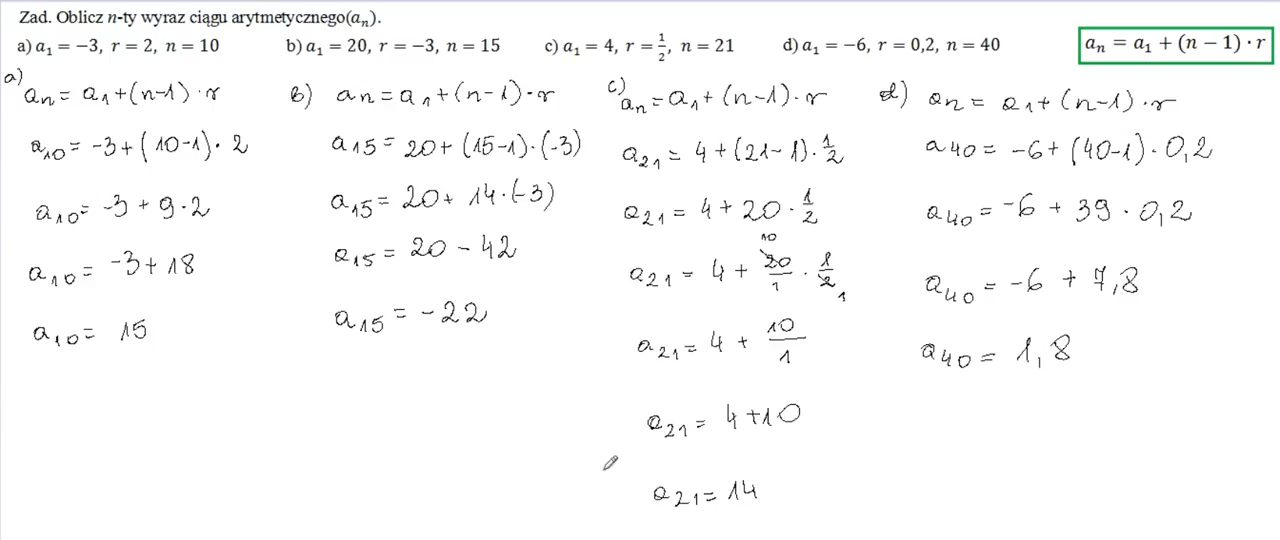 Zad. Oblicz n-ty wyraz ciągu arytmetycznego(aₙ).
a) a₁ = −3, r = 2, n = 10 b) a₁ = 20, r = −3, n = 15 c) a₁ = 4, r = 1/2, n = 21 d) a₁ = −6, r = 0,2, n = 40
aₙ = a₁ + (n − 1) · r
a)
aₙ = a₁ + (n−1) · r
a₁₀ = −3 + (10−1) · 2
a₁₀ = −3 + 9 · 2
a₁₀ = −3 + 18
a₁₀ = 15
b) aₙ = a₁ + (n−1) · r
a₁₅ = 20 + (15−1) · (−3)
a₁₅ = 20 + 14 · (−3)
a₁₅ = 20 − 42
a₁₅ = −22
c)
aₙ = a₁ + (n−1) · r
a₂₁ = 4 + (21−1) · 1/2
a₂₁ = 4 + 20 · 1/2
10
a₂₁ = 4 + 20/1 · 1/2
1
a₂₁ = 4 + 10/1
a₂₁ = 4 + 10
a₂₁ = 14
d) aₙ = a₁ + (n−1) · r
a₄₀ = −6 + (40−1) · 0,2
a₄₀ = −6 + 39 · 0,2
a₄₀ = −6 + 7,8
a₄₀ = 1,8